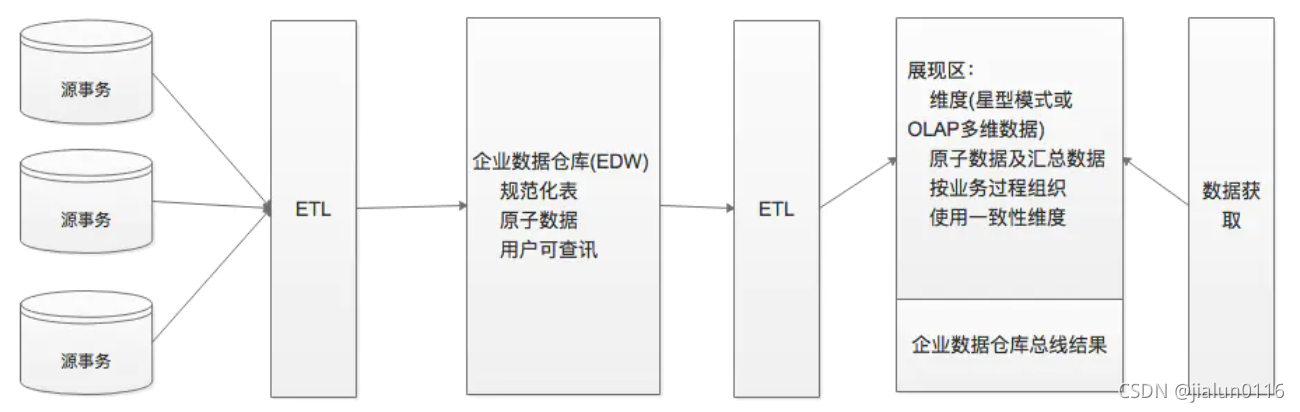 源事务
源事务
源事务
ETL
企业数据仓库(EDW)
规范化表
原子数据
用户可查讯
ETL
展现区：
维度(星型模式或
OLAP多维数据)
原子数据及汇总数据
按业务过程组织
使用一致性维度
企业数据仓库总线结果
数据获
取
CSDN @jialun0116